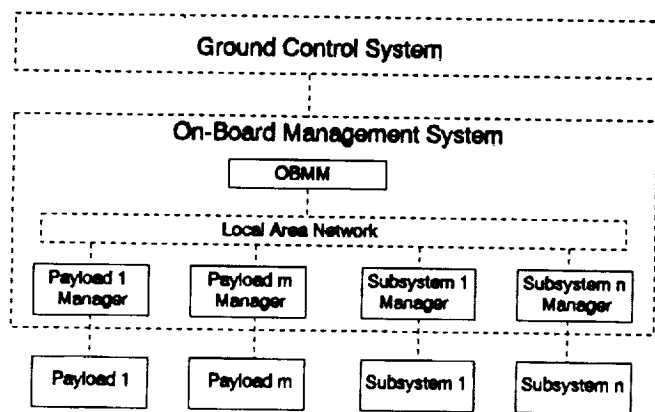 Ground Control System
On-Board Management System
OBMM
Local Area Network
Payload 1
Manager
Payload m
Manager
Subsystem 1
Manager
Subsystem n
Manager
Payload 1
Payload m
Subsystem 1
Subsystem n